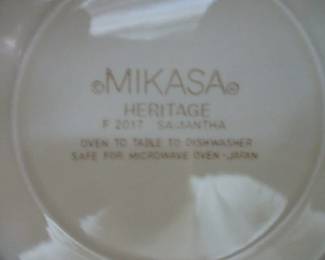 ©MIKASA®
HERITAGE
F 2017 SAMANTHA
OVEN TO TABLE TO DISHWASHER
SAFE FOR MICROWAVE OVEN-JAPAN